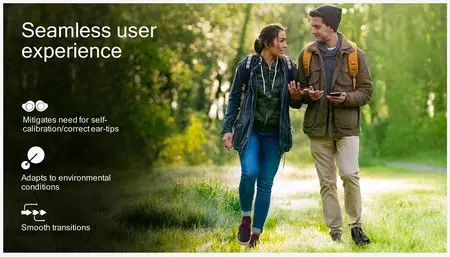 Seamless user
experience
Mitigates need for self-
calibration/correct ear-tips
Adapts to environmental
conditions
Smooth transitions